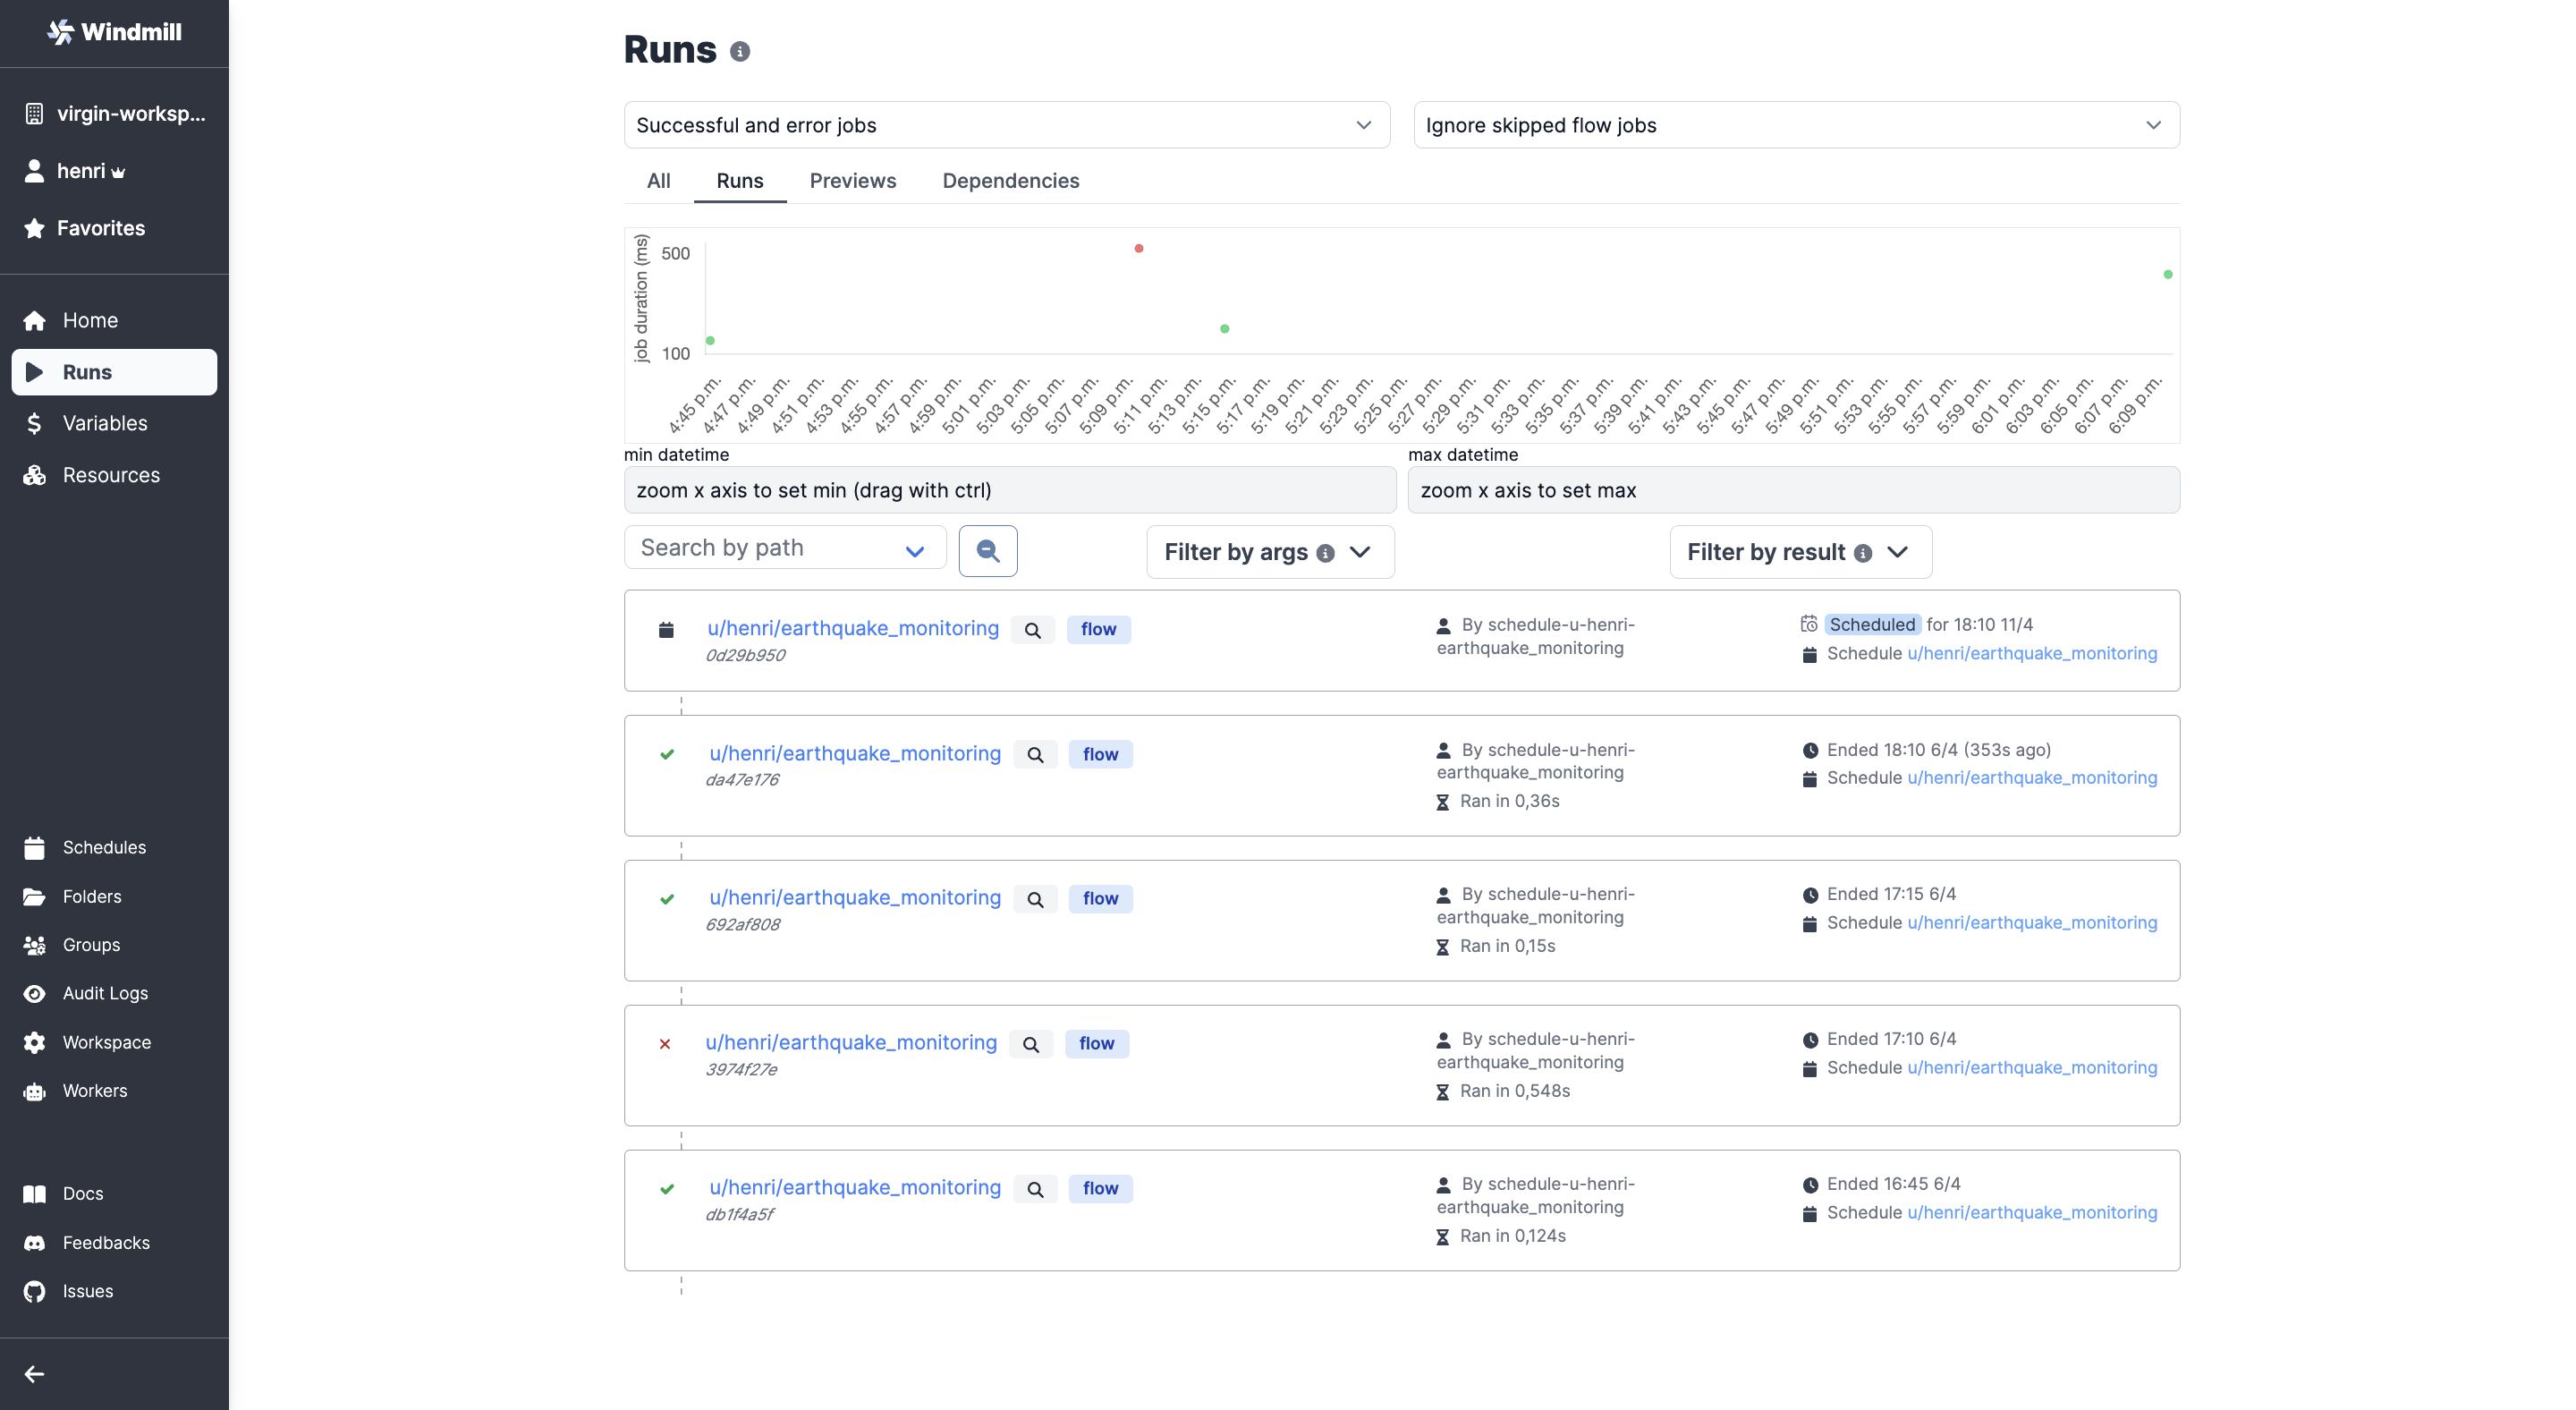 Windmill
virgin-worksp...
henri
Favorites
Home
Runs
Variables
Resources
Schedules
Folders
Groups
Audit Logs
Workspace
Workers
Docs
Feedbacks
Issues
Runs
Successful and error jobs
Ignore skipped flow jobs
All Runs Previews Dependencies
job duration (ms)
500
100
4:45 p.m. 4:47 p.m. 4:49 p.m. 4:51 p.m. 4:53 p.m. 4:55 p.m. 4:57 p.m. 4:59 p.m. 5:01 p.m. 5:03 p.m. 5:05 p.m. 5:07 p.m. 5:09 p.m. 5:11 p.m. 5:13 p.m. 5:15 p.m. 5:17 p.m. 5:19 p.m. 5:21 p.m. 5:23 p.m. 5:25 p.m. 5:27 p.m. 5:29 p.m. 5:31 p.m. 5:33 p.m. 5:35 p.m. 5:37 p.m. 5:39 p.m. 5:41 p.m. 5:43 p.m. 5:45 p.m. 5:47 p.m. 5:49 p.m. 5:51 p.m. 5:53 p.m. 5:55 p.m. 5:57 p.m. 5:59 p.m. 6:01 p.m. 6:03 p.m. 6:05 p.m. 6:07 p.m. 6:09 p.m.
min datetime
max datetime
zoom x axis to set min (drag with ctrl)
zoom x axis to set max
Search by path
Filter by args
Filter by result
u/henri/earthquake_monitoring flow
0d29b950
By schedule-u-henri-
earthquake_monitoring
Scheduled for 18:10 11/4
Schedule u/henri/earthquake_monitoring
u/henri/earthquake_monitoring flow
da47e176
By schedule-u-henri-
earthquake_monitoring
Ran in 0,36s
Ended 18:10 6/4 (353s ago)
Schedule u/henri/earthquake_monitoring
u/henri/earthquake_monitoring flow
692af808
By schedule-u-henri-
earthquake_monitoring
Ran in 0,15s
Ended 17:15 6/4
Schedule u/henri/earthquake_monitoring
u/henri/earthquake_monitoring flow
3974f27e
By schedule-u-henri-
earthquake_monitoring
Ran in 0,548s
Ended 17:10 6/4
Schedule u/henri/earthquake_monitoring
u/henri/earthquake_monitoring flow
db1f4a5f
By schedule-u-henri-
earthquake_monitoring
Ran in 0,124s
Ended 16:45 6/4
Schedule u/henri/earthquake_monitoring